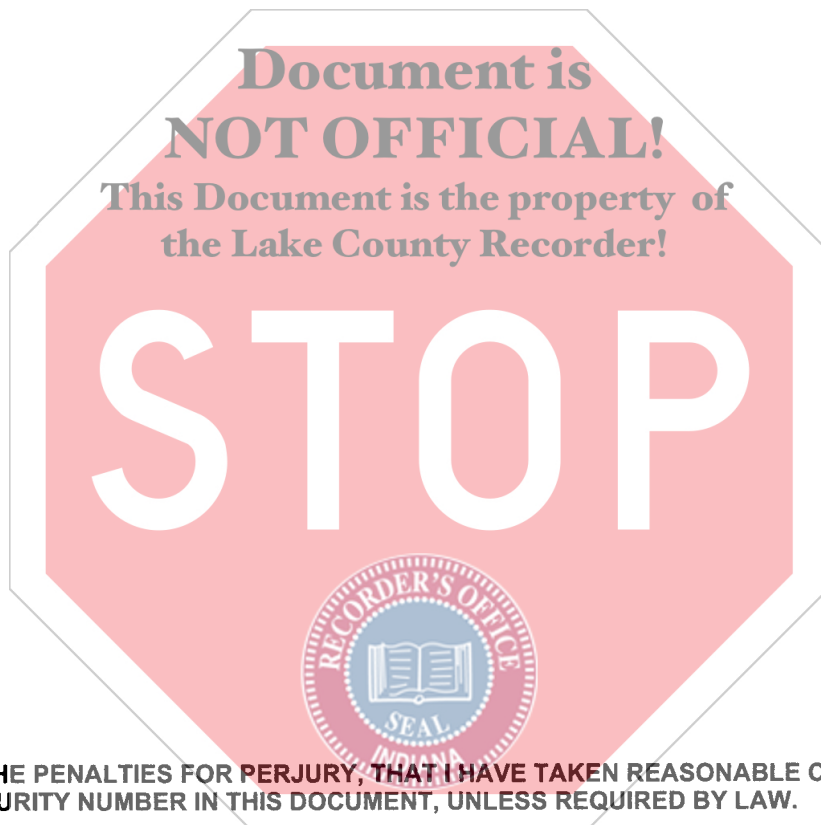 Document is
NOT OFFICIAL!
This Document is the property of
the Lake County Recorder!
STOP
RECORDER'S OFFICE
SEAL
INDIANA
HE PENALTIES FOR PERJURY, THAT I HAVE TAKEN REASONABLE C
URITY NUMBER IN THIS DOCUMENT, UNLESS REQUIRED BY LAW.